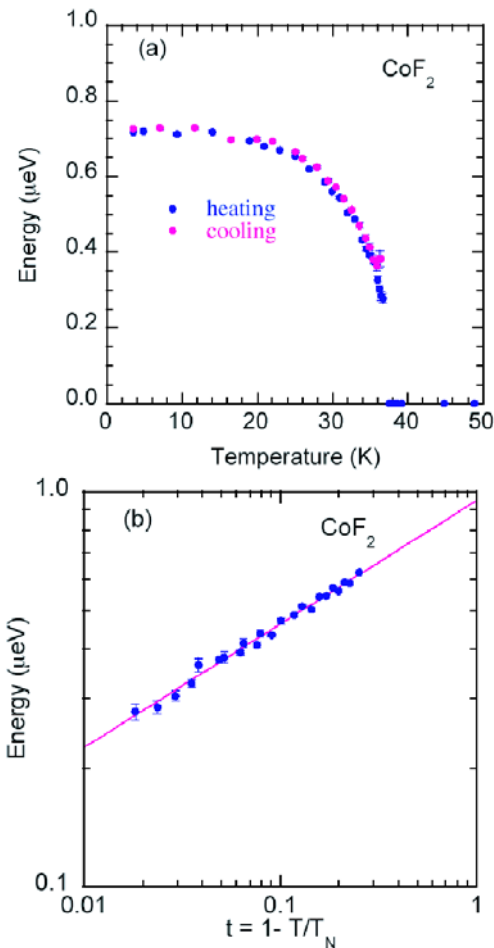 1.0
(a)
CoF2
0.8
0.6
heating
cooling
0.4
0.2
0.0
Energy (μeV)
0 10 20 30 40 50
Temperature (K)
1.0
(b)
CoF2
Energy (μeV)
0.1
0.01 0.1 1
t = 1- T/TN